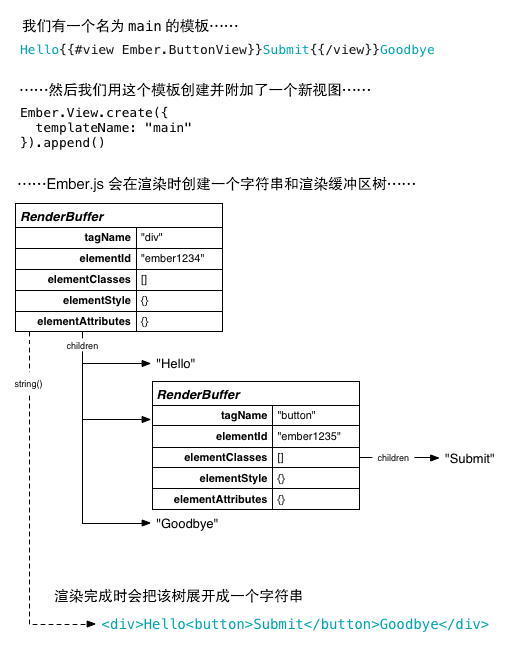 我们有一个名为 main 的模板……
Hello{{#view Ember.ButtonView}}Submit{{/view}}Goodbye
……然后我们用这个模板创建并附加了一个新视图……
Ember.View.create({
  templateName: "main"
}).append()
……Ember.js 会在渲染时创建一个字符串和渲染缓冲区树……
RenderBuffer
tagName "div"
elementId "ember1234"
elementClasses []
elementStyle {}
elementAttributes {}
children
"Hello"
string()
RenderBuffer
tagName "button"
elementId "ember1235"
elementClasses []
children
"Submit"
elementStyle {}
elementAttributes {}
"Goodbye"
渲染完成时会把该树展开成一个字符串
<div>Hello<button>Submit</button>Goodbye</div>